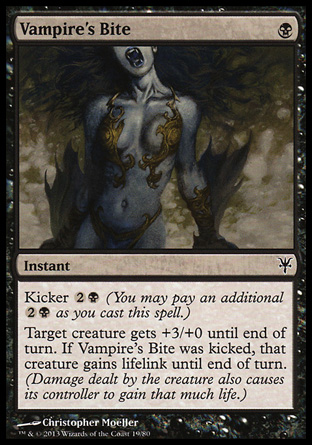 Vampire's Bite
Instant
Kicker 2 (You may pay an additional
2 as you cast this spell.)
Target creature gets +3/+0 until end of
turn. If Vampire's Bite was kicked, that
creature gains lifelink until end of turn.
(Damage dealt by the creature also causes
its controller to gain that much life.)
Christopher Moeller
™ & © 2013 Wizards of the Coast 19/80